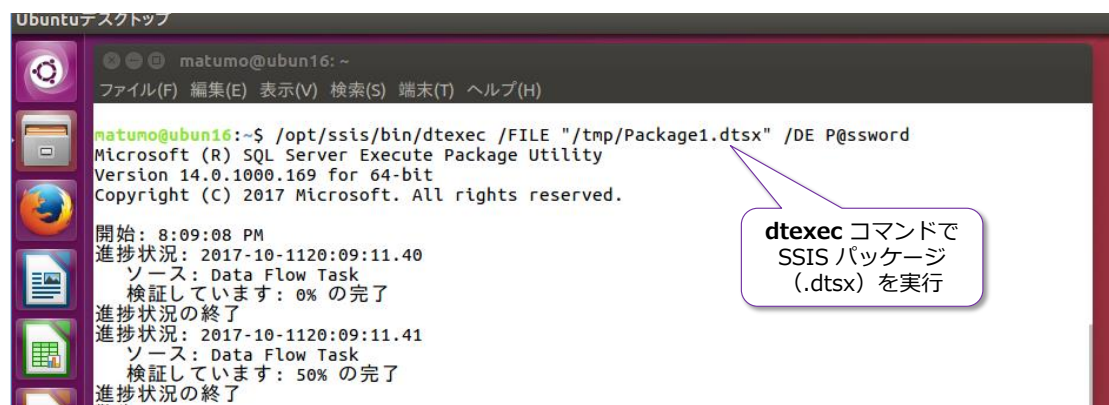 Ubuntuデスクトップ
matumo@ubun16: ~
ファイル(F) 編集(E) 表示(V) 検索(S) 端末(T) ヘルプ(H)
matumo@ubun16:~$ /opt/ssis/bin/dtexec /FILE "/tmp/Package1.dtsx" /DE P@ssword
Microsoft (R) SQL Server Execute Package Utility
Version 14.0.1000.169 for 64-bit
Copyright (C) 2017 Microsoft. All rights reserved.
開始: 8:09:08 PM
進捗状況: 2017-10-1120:09:11.40
ソース: Data Flow Task
検証しています: 0% の完了
進捗状況の終了
進捗状況: 2017-10-1120:09:11.41
ソース: Data Flow Task
検証しています: 50% の完了
進捗状況の終了
dtexec コマンドで
SSIS パッケージ
（.dtsx）を実行